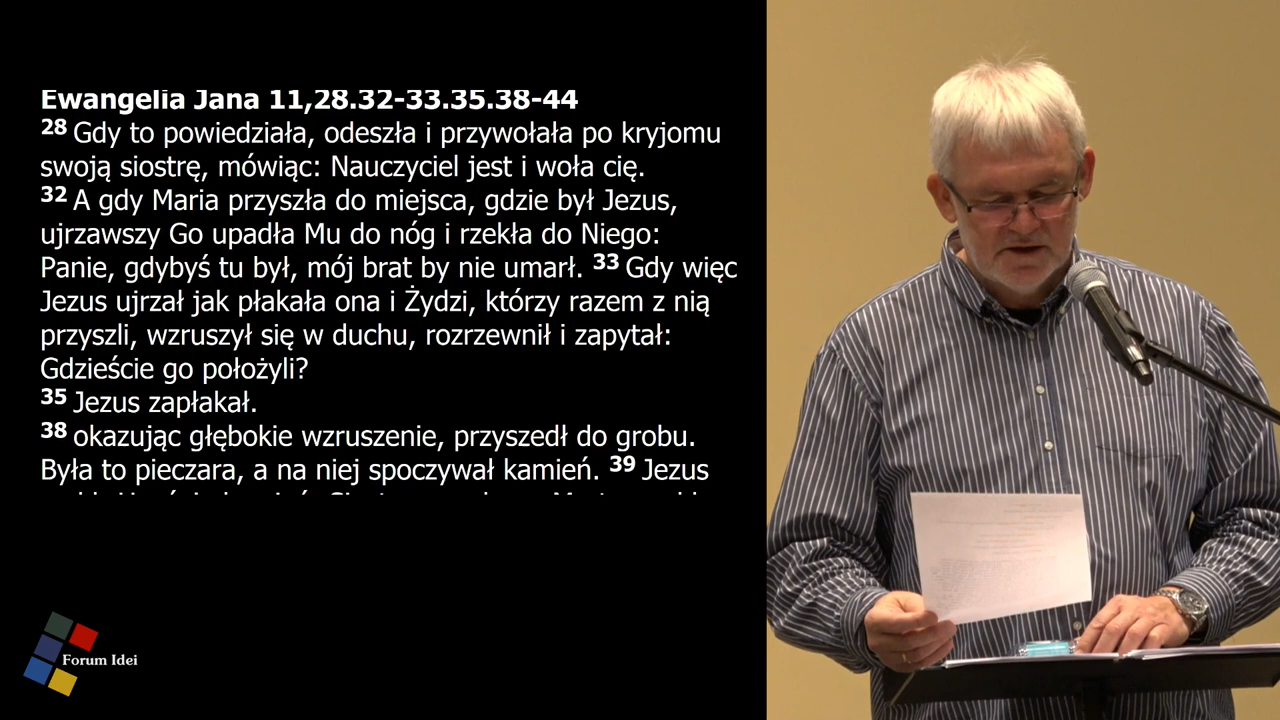 Ewangelia Jana 11,28.32-33.35.38-44
28 Gdy to powiedziała, odeszła i przywołała po kryjomu
swoją siostrę, mówiąc: Nauczyciel jest i woła cię.
32 A gdy Maria przyszła do miejsca, gdzie był Jezus,
ujrzawszy Go upadła Mu do nóg i rzekła do Niego:
Panie, gdybyś tu był, mój brat by nie umarł. 33 Gdy więc
Jezus ujrzał jak płakała ona i Żydzi, którzy razem z nią
przyszli, wzruszył się w duchu, rozrzewnił i zapytał:
Gdzieście go położyli?
35 Jezus zapłakał.
38 okazując głębokie wzruszenie, przyszedł do grobu.
Była to pieczara, a na niej spoczywał kamień. 39 Jezus
Forum Idei